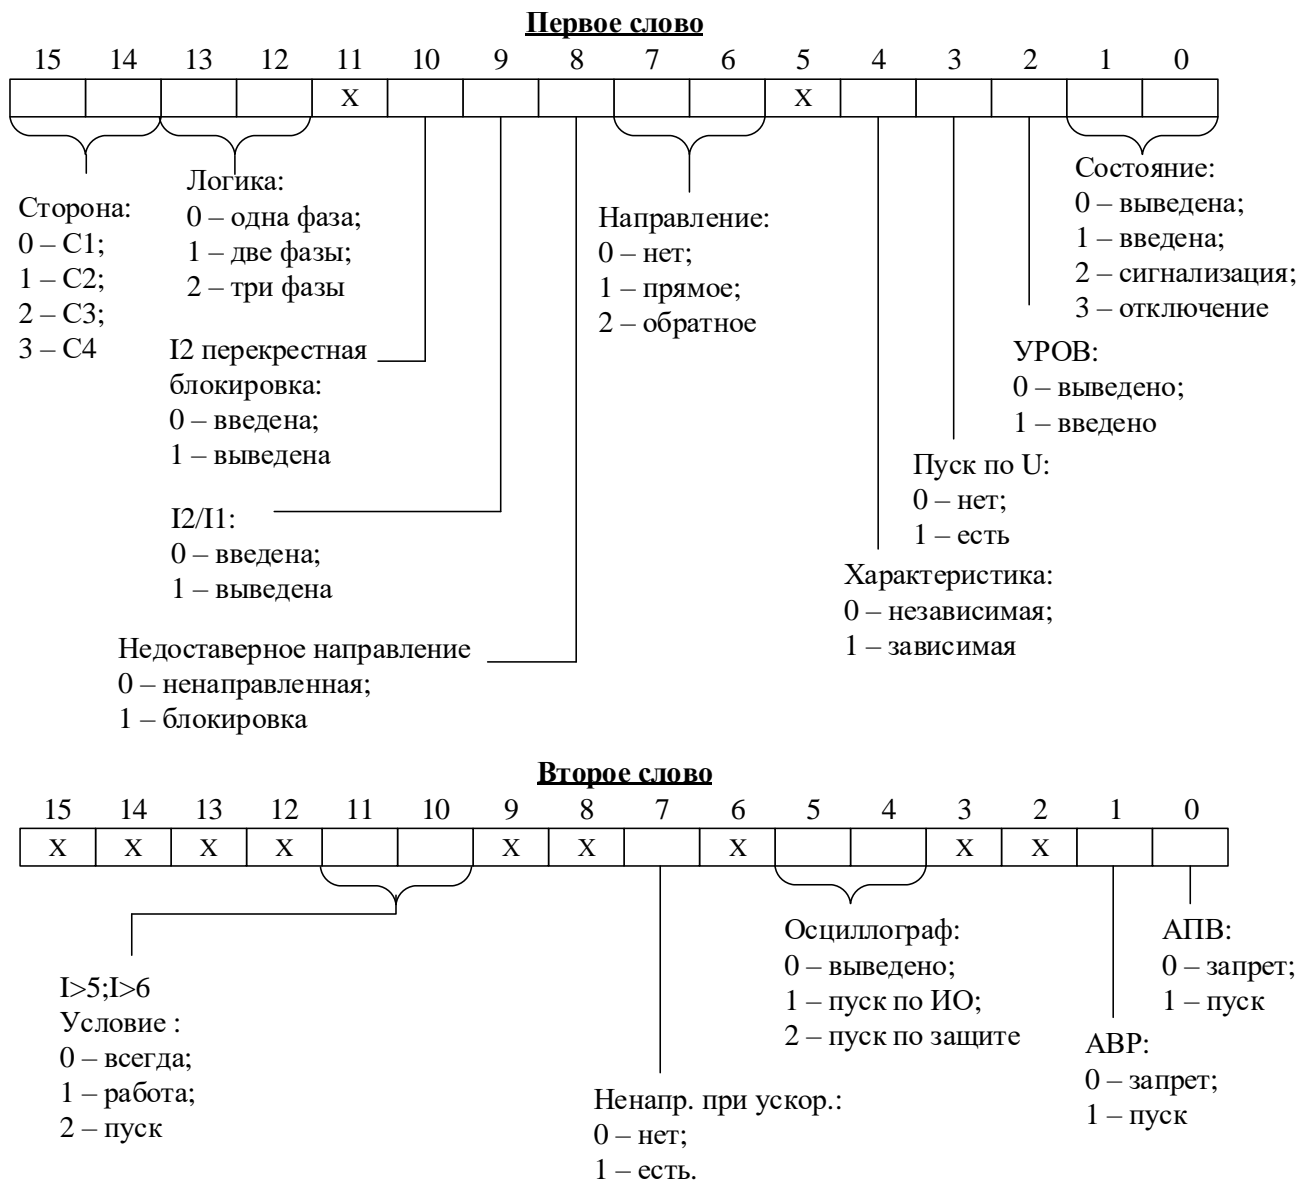 Первое слово
15 14 13 12 11 10 9 8 7 6 5 4 3 2 1 0
X X
Сторона:
0 – С1;
1 – С2;
2 – С3;
3 – С4
Логика:
0 – одна фаза;
1 – две фазы;
2 – три фазы
I2 перекрестная
блокировка:
0 – введена;
1 – выведена
I2/I1:
0 – введена;
1 – выведена
Недоставерное направление
0 – ненаправленная;
1 – блокировка
Направление:
0 – нет;
1 – прямое;
2 – обратное
Характеристика:
0 – независимая;
1 – зависимая
Пуск по U:
0 – нет;
1 – есть
УРОВ:
0 – выведено;
1 – введено
Состояние:
0 – выведена;
1 – введена;
2 – сигнализация;
3 – отключение
Второе слово
15 14 13 12 11 10 9 8 7 6 5 4 3 2 1 0
X X X X X X X X X
I>5;I>6
Условие :
0 – всегда;
1 – работа;
2 – пуск
Ненапр. при ускор.:
0 – нет;
1 – есть.
Осциллограф:
0 – выведено;
1 – пуск по ИО;
2 – пуск по защите
АВР:
0 – запрет;
1 – пуск
АПВ:
0 – запрет;
1 – пуск